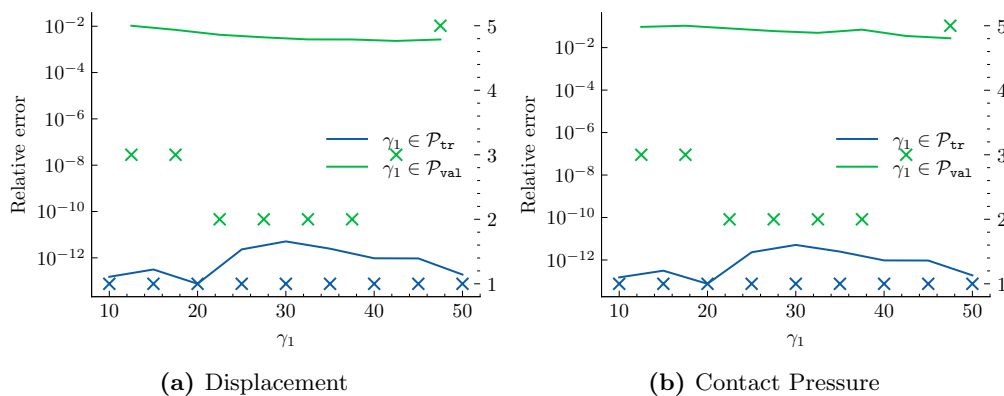 10⁻²
10⁻⁴
10⁻⁶
10⁻⁸
10⁻¹⁰
10⁻¹²
Relative error
5
4
3
2
1
γ₁ ∈ 𝒫ₜᵣ
γ₁ ∈ 𝒫ᵥₐₗ
10 20 30 40 50
γ₁
(a) Displacement
10⁻²
10⁻⁴
10⁻⁶
10⁻⁸
10⁻¹⁰
10⁻¹²
Relative error
5
4
3
2
1
γ₁ ∈ 𝒫ₜᵣ
γ₁ ∈ 𝒫ᵥₐₗ
10 20 30 40 50
γ₁
(b) Contact Pressure